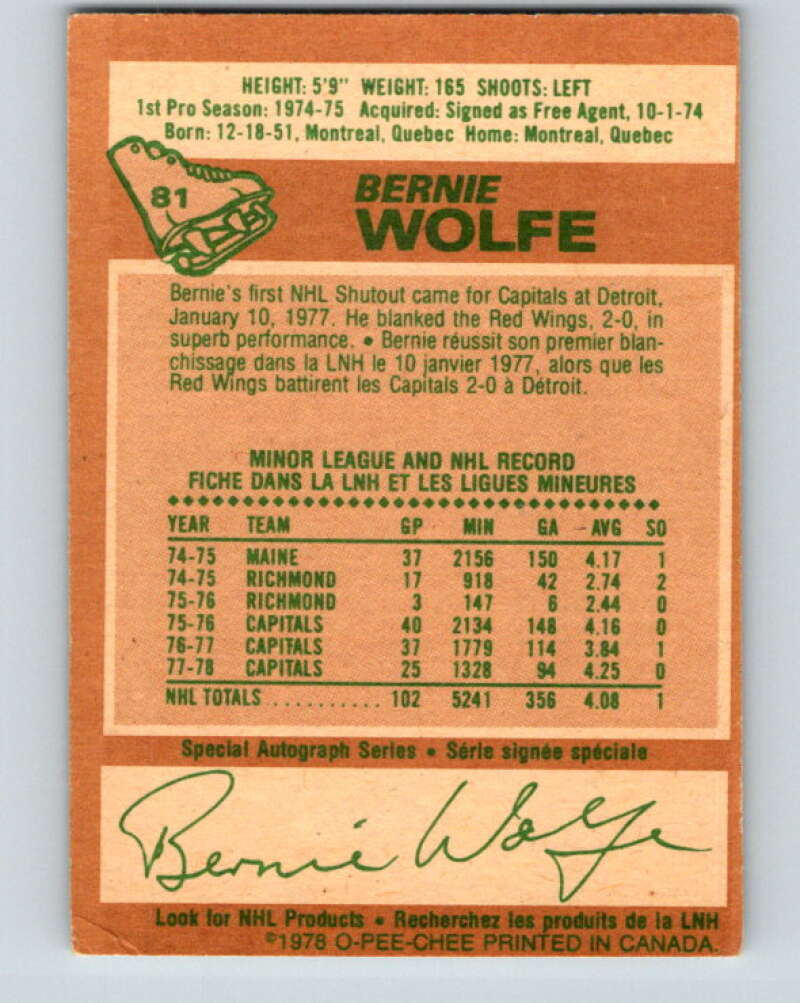 HEIGHT: 5'9" WEIGHT: 165 SHOOTS: LEFT
1st Pro Season: 1974-75 Acquired: Signed as Free Agent, 10-1-74
Born: 12-18-51, Montreal, Quebec Home: Montreal, Quebec
81
BERNIE
WOLFE
Bernie's first NHL Shutout came for Capitals at Detroit,
January 10, 1977. He blanked the Red Wings, 2-0, in
superb performance. • Bernie réussit son premier blan-
chissage dans la LNH le 10 janvier 1977, alors que les
Red Wings battirent les Capitals 2-0 à Détroit.
MINOR LEAGUE AND NHL RECORD
FICHE DANS LA LNH ET LES LIGUES MINEURES
YEAR TEAM GP MIN GA AVG SO
74-75 MAINE 37 2156 150 4.17 1
74-75 RICHMOND 17 918 42 2.74 2
75-76 RICHMOND 3 147 6 2.44 0
75-76 CAPITALS 40 2134 148 4.16 0
76-77 CAPITALS 37 1779 114 3.84 1
77-78 CAPITALS 25 1328 94 4.25 0
NHL TOTALS .......... 102 5241 356 4.08 1
Special Autograph Series • Série signée spéciale
Bernie Wolfe
Look for NHL Products • Recherchez les produits de la LNH
©1978 O-PEE-CHEE PRINTED IN CANADA.